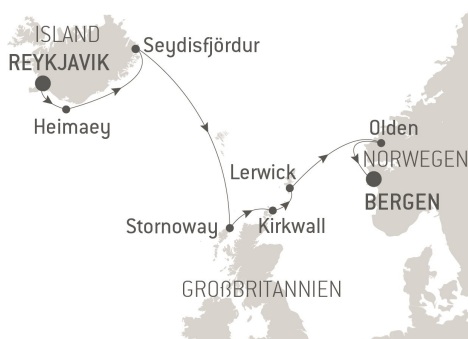 ISLAND
Seydisfjördur
REYKJAVIK
Heimaey
Olden
NORWEGEN
Lerwick
BERGEN
Stornoway
Kirkwall
GROßBRITANNIEN